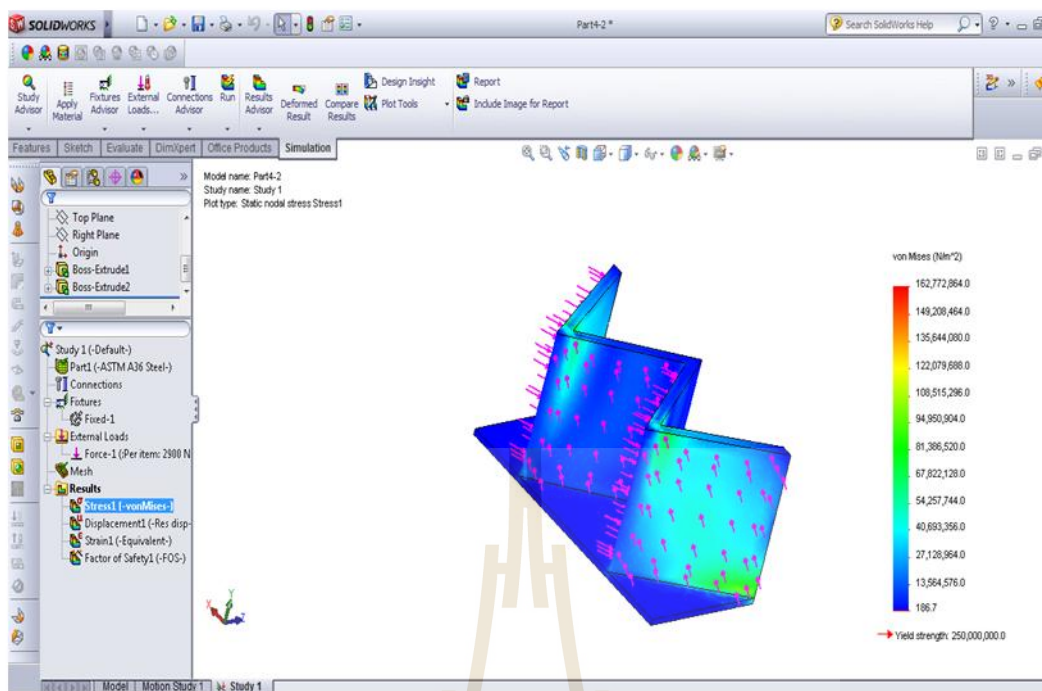 SOLIDWORKS
Part4-2 *
Search SolidWorks Help
Study Advisor
Apply Material
Fixtures Advisor
External Loads...
Connections Advisor
Run
Results Advisor
Deformed Result
Compare Results
Design Insight
Plot Tools
Report
Include Image for Report
Features
Sketch
Evaluate
DimXpert
Office Products
Simulation
Model name: Part4-2
Study name: Study 1
Plot type: Static nodal stress Stress1
Top Plane
Right Plane
Origin
Boss-Extrude1
Boss-Extrude2
Study 1 (-Default-)
Part1 (-ASTM A36 Steel-)
Connections
Fixtures
Fixed-1
External Loads
Force-1 (:Per item: 2900 N
Mesh
Results
Stress1 (-vonMises-)
Displacement1 (-Res disp-
Strain1 (-Equivalent-)
Factor of Safety1 (-FOS-)
von Mises (N/m^2)
162,772,864.0
149,208,464.0
135,644,080.0
122,079,688.0
108,515,296.0
94,950,904.0
81,386,520.0
67,822,128.0
54,257,744.0
40,693,356.0
27,128,964.0
13,564,576.0
186.7
Yield strength: 250,000,000.0
X
Y
Z
Model
Motion Study 1
Study 1